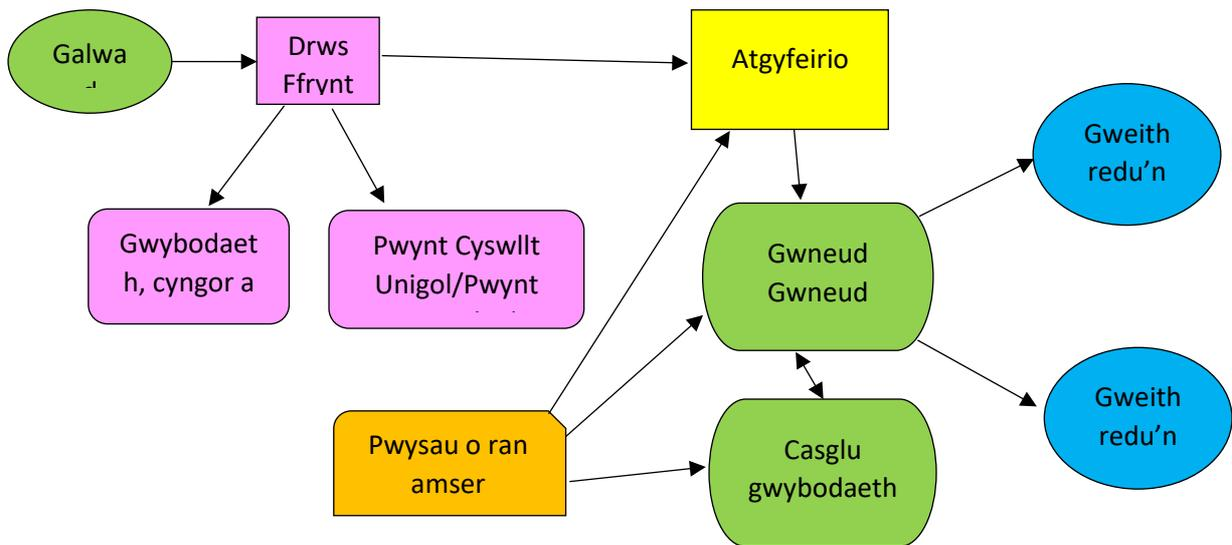 Galwa
Drws
Ffrynt
Atgyfeirio
Gweith
redu'n
Gwybodaet
h, cyngor a
Pwynt Cyswllt
Unigol/Pwynt
Gwneud
Gwneud
Pwysau o ran
amser
Casglu
gwybodaeth
Gweith
redu'n